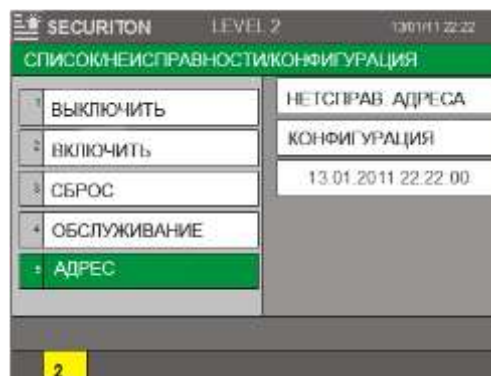 SECURITON LEVEL 2 13/01/11 22:22
СПИСОК/НЕИСПРАВНОСТИ/КОНФИГУРАЦИЯ
1 ВЫКЛЮЧИТЬ
2 ВКЛЮЧИТЬ
3 СБРОС
4 ОБСЛУЖИВАНИЕ
5 АДРЕС
НЕТСПРАВ. АДРЕСА
КОНФИГУРАЦИЯ
13.01.2011 22:22:00
2